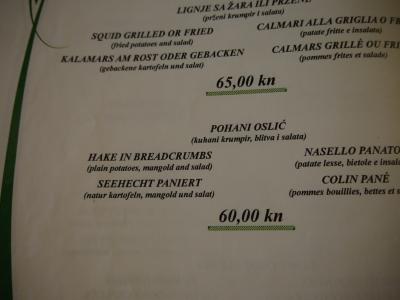 LIGNJE SA ŽARA ILI PRŽENE
(prženi krumpir i salata)
SQUID GRILLED OR FRIED
(fried potatoes and salad)
CALMARI ALLA GRIGLIA O F
(patate fritte e insalata)
KALAMARS AM ROST ODER GEBACKEN
(gebackene kartofeln und salat)
CALMARS GRILLÉ OU FRI
(pommes frites et salade)
65,00 kn
POHANI OSLIĆ
(kuhani krumpir, blitva i salata)
HAKE IN BREADCRUMBS
(plain potatoes, mangold and salad)
NASELLO PANATO
(patate lesse, bietole e insala
SEEHECHT PANIERT
(natur kartofeln, mangold und salat)
COLIN PANÉ
(pommes bouillies, bettes et s
60,00 kn